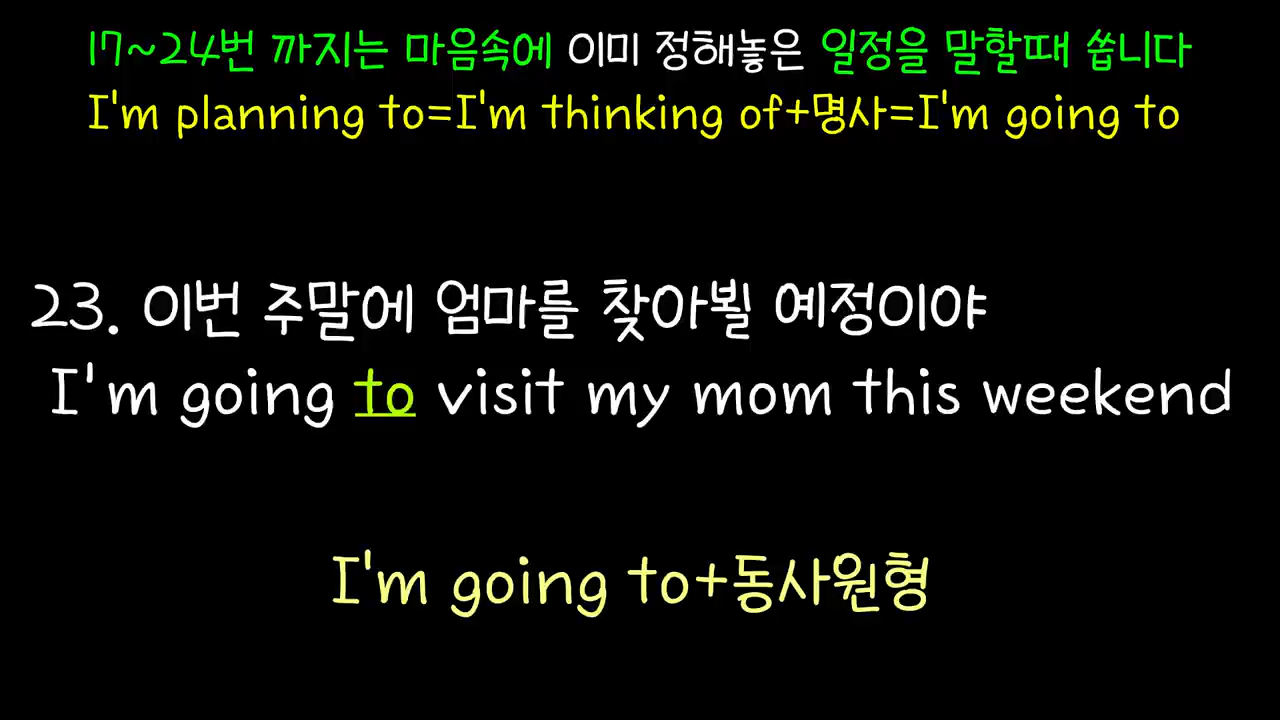 17~24번 까지는 마음속에 이미 정해놓은 일정을 말할때 씁니다
I'm planning to=I'm thinking of+명사=I'm going to
23. 이번 주말에 엄마를 찾아뵐 예정이야
I'm going to visit my mom this weekend
I'm going to+동사원형